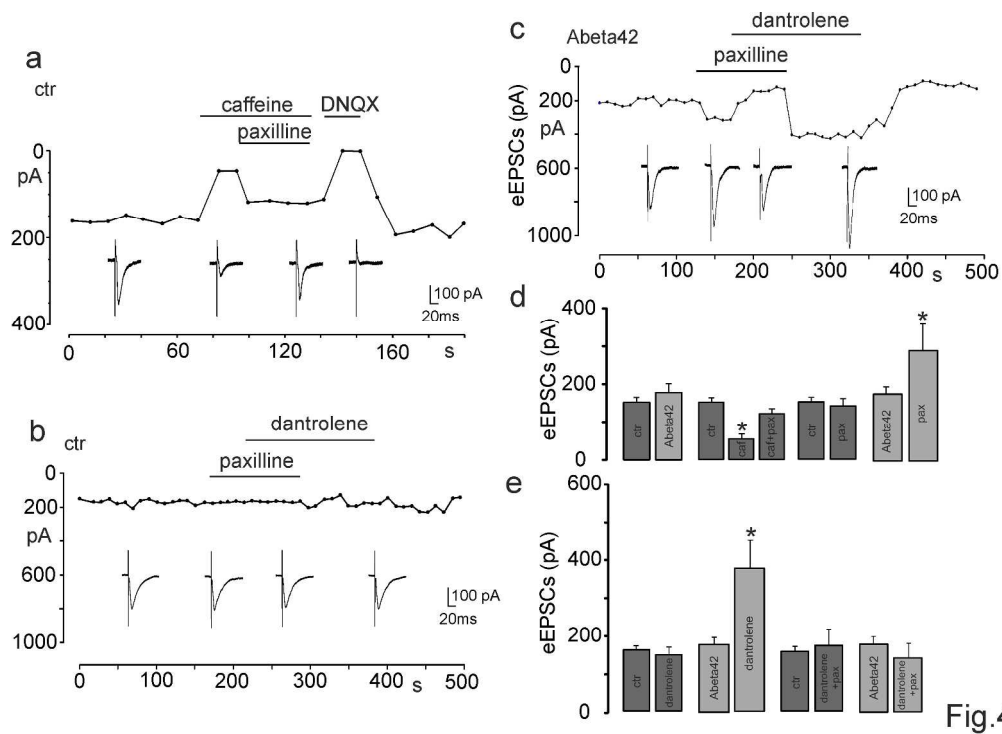 a
ctr
caffeine
DNQX
paxilline
0
pA
200
400
100 pA
20ms
0
60
120
160
s
b
ctr
dantrolene
paxilline
0
200
pA
600
1000
100 pA
20ms
0
100
200
300
400
s
500
c
Abeta42
dantrolene
paxilline
0
200
pA
600
1000
eEPSCs (pA)
100 pA
20ms
0
100
200
300
400
s
500
d
400
200
0
eEPSCs (pA)
ctr
Abeta42
ctr
*
caf
caf+pax
ctr
pax
Abeta42
*
pax
e
600
400
200
0
eEPSCs (pA)
ctr
dantrolene
Abeta42
*
dantrolene
ctr
dantrolene
+pax
Abeta42
dantrolene
+pax
Fig.4